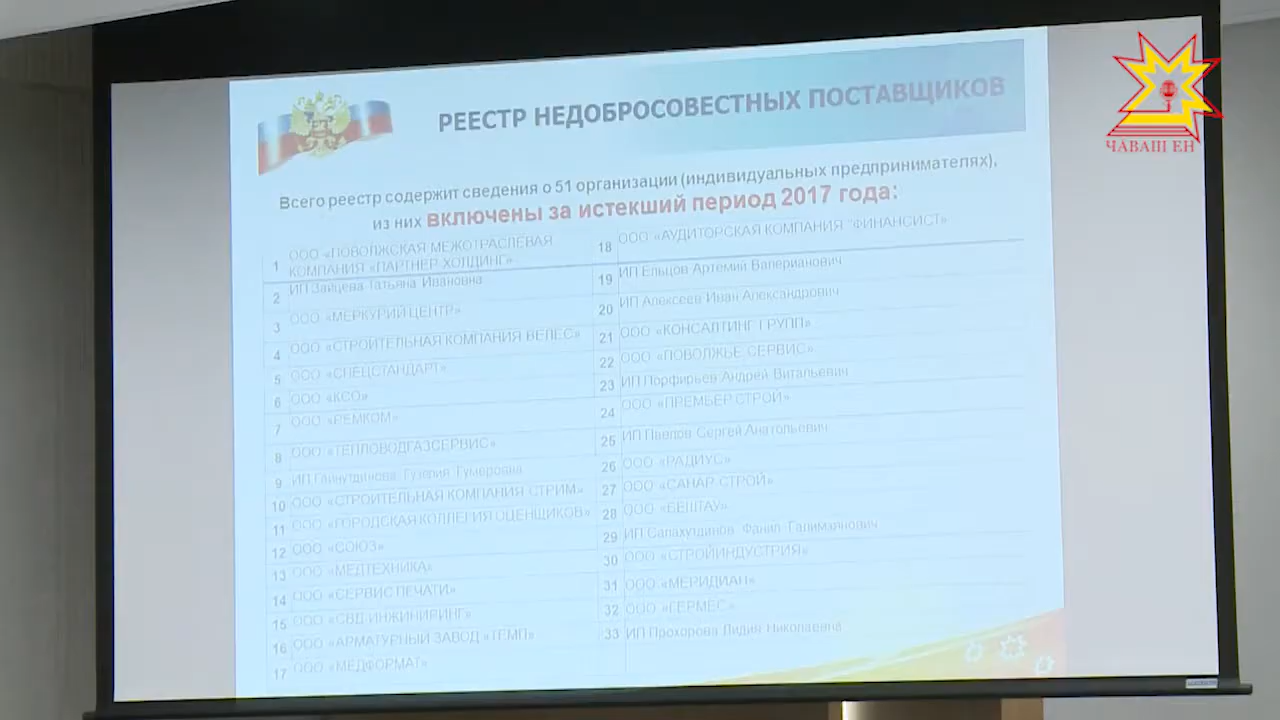 РЕЕСТР НЕДОБРОСОВЕСТНЫХ ПОСТАВЩИКОВ
ЧАВАШ ЕН
Всего реестр содержит сведения о 51 организации (индивидуальных предпринимателях),
из них включены за истекший период 2017 года:
1 ООО «ПОВОЛЖСКАЯ МЕЖОТРАСЛЕВАЯ
КОМПАНИЯ «ПАРТНЕР-ХОЛДИНГ»
2 ИП Зайцева Татьяна Ивановна
3 ООО «МЕРКУРИЙ ЦЕНТР»
4 ООО «СТРОИТЕЛЬНАЯ КОМПАНИЯ ВЕЛЕС»
5 ООО «СПЕЦСТАНДАРТ»
6 ООО «КСО»
7 ООО «РЕМКОМ»
8 ООО «ТЕПЛОВОДГАЗСЕРВИС»
9 ИП Гайнутдинова Гузелия Гумеровна
10 ООО «СТРОИТЕЛЬНАЯ КОМПАНИЯ СТРИМ»
11 ООО «ГОРОДСКАЯ КОЛЛЕГИЯ ОЦЕНЩИКОВ»
12 ООО «СОЮЗ»
13 ООО «МЕДТЕХНИКА»
14 ООО «СЕРВИС ПЕЧАТИ»
15 ООО «СВД ИНЖИНИРИНГ»
16 ООО «АРМАТУРНЫЙ ЗАВОД «ТЕМП»
17 ООО «МЕДФОРМАТ»
18 ООО «АУДИТОРСКАЯ КОМПАНИЯ "ФИНАНСИСТ»
19 ИП Ельцов Артемий Валерианович
20 ИП Алексеев Иван Александрович
21 ООО «КОНСАЛТИНГ ГРУПП»
22 ООО «ПОВОЛЖЬЕ СЕРВИС»
23 ИП Порфирьев Андрей Витальевич
24 ООО «ПРЕМЬЕР СТРОЙ»
25 ИП Павлов Сергей Анатольевич
26 ООО «РАДИУС»
27 ООО «САНАР СТРОЙ»
28 ООО «БЕШТАУ»
29 ИП Салахутдинов Фанил Галимзянович
30 ООО «СТРОЙИНДУСТРИЯ»
31 ООО «МЕРИДИАН»
32 ООО «ГЕРМЕС»
33 ИП Прохорова Лидия Николаевна